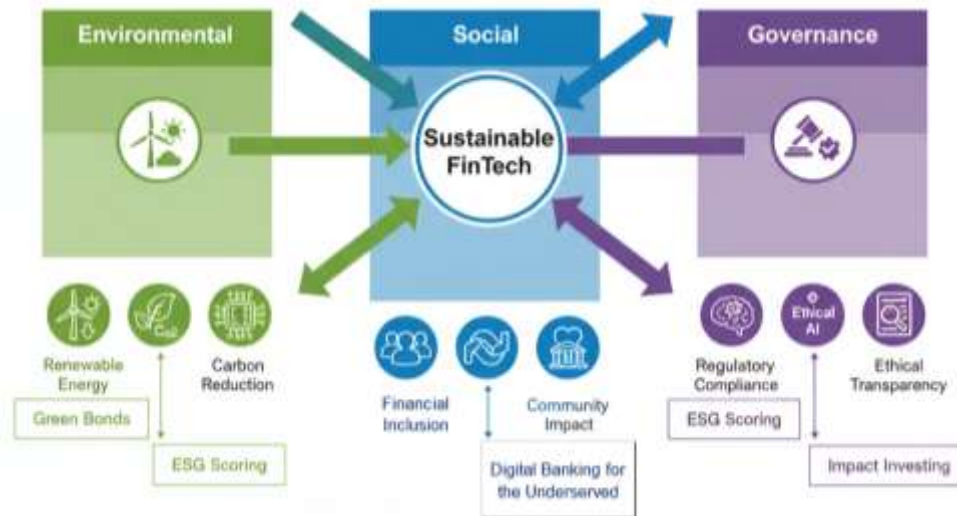 Environmental
Social
Governance
Sustainable
FinTech
Renewable
Energy
Carbon
Reduction
Green Bonds
ESG Scoring
Financial
Inclusion
Community
Impact
Digital Banking for
the Underserved
Ethical
AI
Regulatory
Compliance
Ethical
Transparency
ESG Scoring
Impact Investing